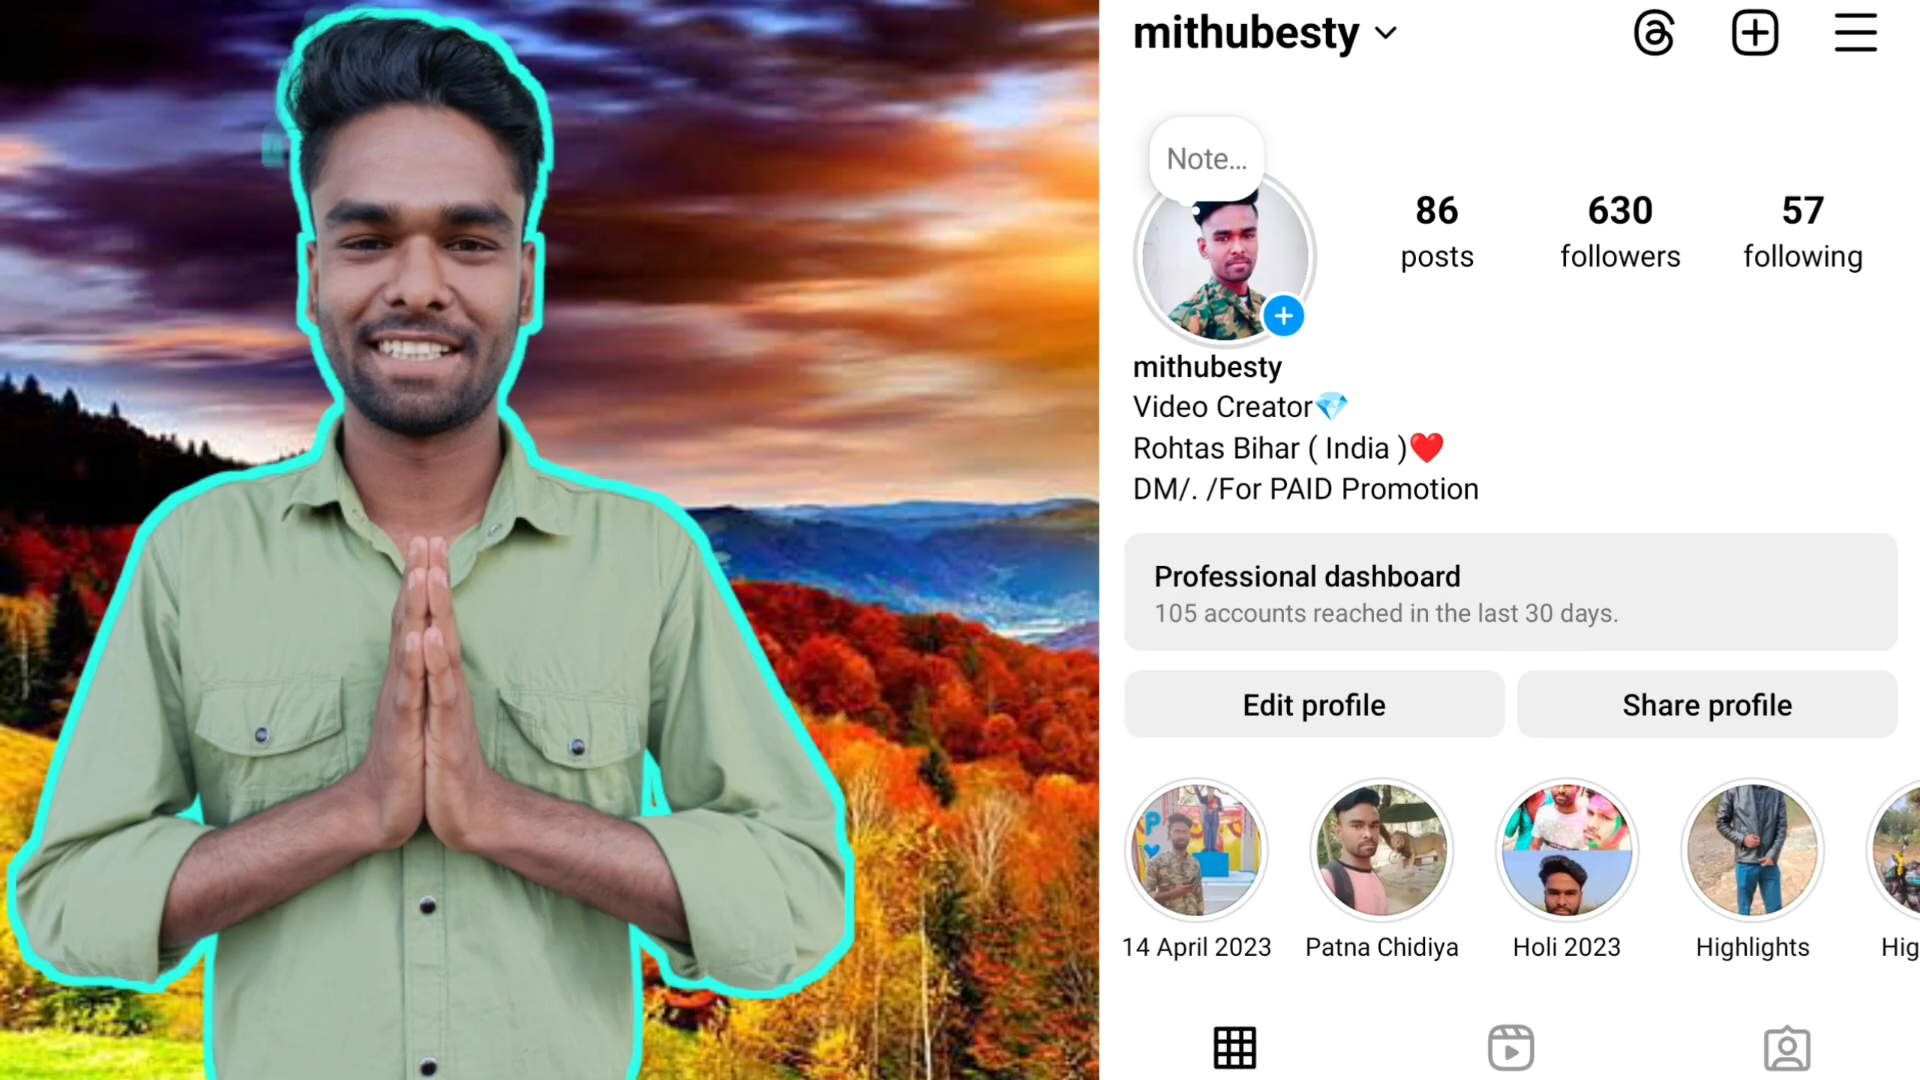 mithubesty
Note...
86
posts
630
followers
57
following
mithubesty
Video Creator💎
Rohtas Bihar ( India )❤️
DM/. /For PAID Promotion
Professional dashboard
105 accounts reached in the last 30 days.
Edit profile
Share profile
14 April 2023
Patna Chidiya
Holi 2023
Highlights
Hig